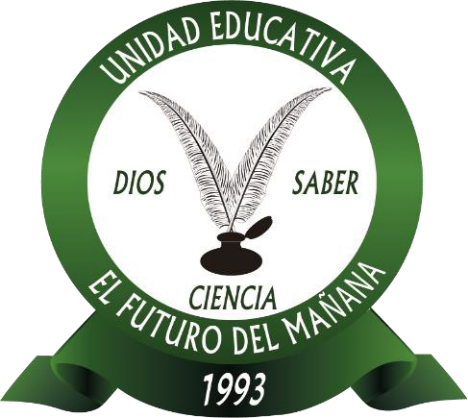 UNIDAD EDUCATIVA
DIOS
SABER
CIENCIA
EL FUTURO DEL MAÑANA
1993